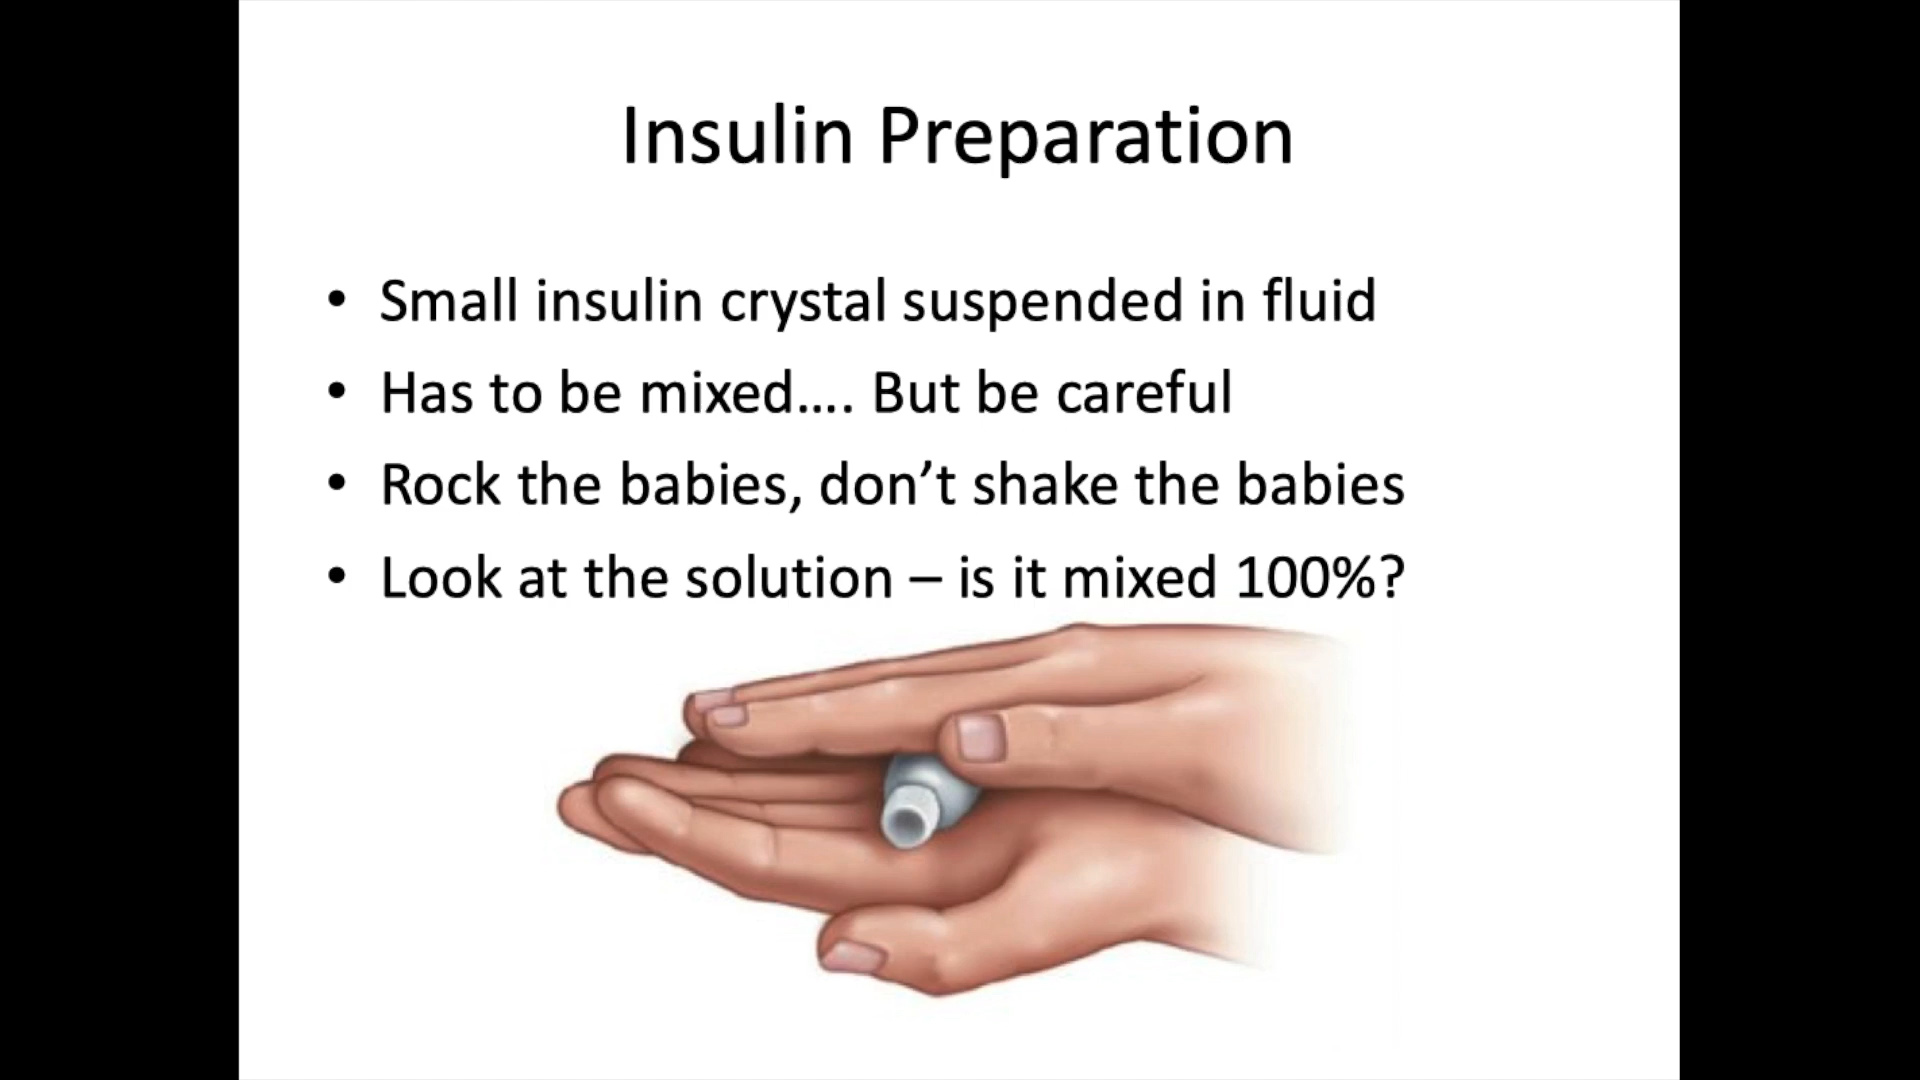 Insulin Preparation
• Small insulin crystal suspended in fluid
• Has to be mixed.... But be careful
• Rock the babies, don’t shake the babies
• Look at the solution – is it mixed 100%?